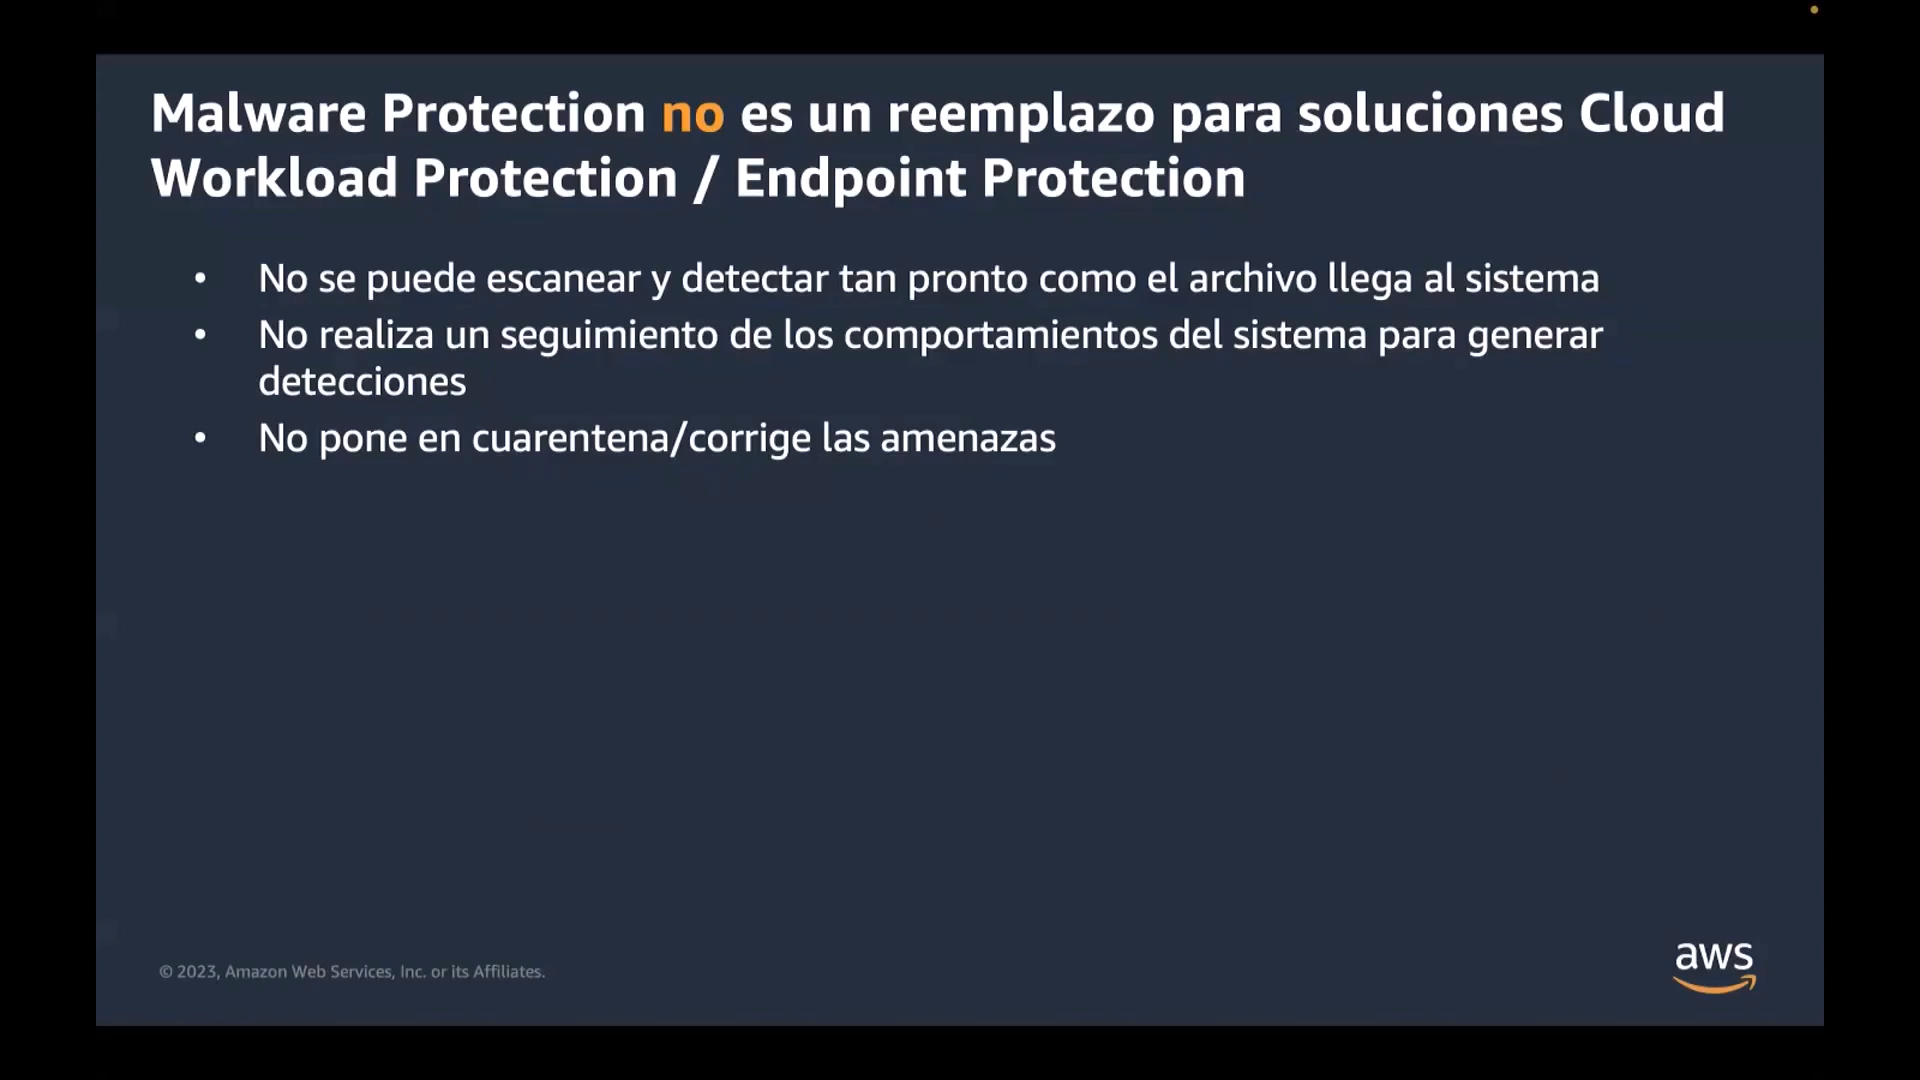 Malware Protection no es un reemplazo para soluciones Cloud
Workload Protection / Endpoint Protection
• No se puede escanear y detectar tan pronto como el archivo llega al sistema
• No realiza un seguimiento de los comportamientos del sistema para generar
detecciones
• No pone en cuarentena/corrige las amenazas
© 2023, Amazon Web Services, Inc. or its Affiliates.
aws